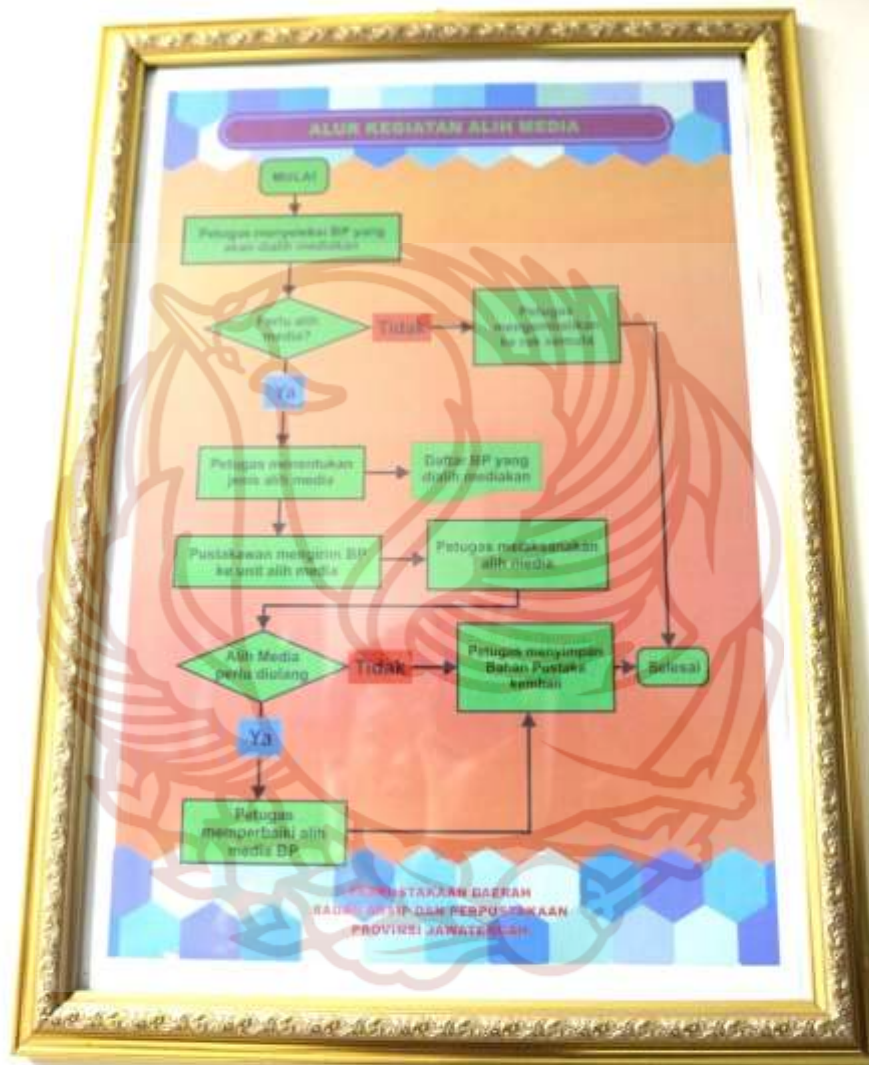 ALUR KEGIATAN ALIH MEDIA
MULAI
Petugas menyeleksi BP yang
akan dialih mediakan
Perlu alih
media?
Tidak
Petugas
mengembalikan
ke rak semula
Ya
Petugas menentukan
jenis alih media
Daftar BP yang
dialih mediakan
Pustakawan mengirim BP
ke unit alih media
Petugas melaksanakan
alih media
Alih Media
perlu diulang
Tidak
Petugas menyimpan
Bahan Pustaka
kembali
Selesai
Ya
Petugas
memperbaiki alih
media BP
PERPUSTAKAAN DAERAH
BADAN ARSIP DAN PERPUSTAKAAN
PROVINSI JAWA TENGAH